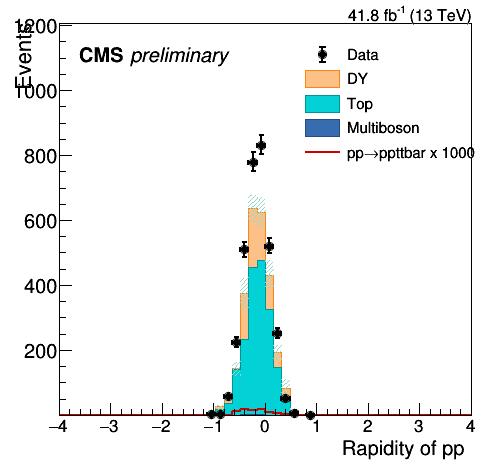 41.8 fb-1 (13 TeV)
Events
CMS preliminary
Data
DY
Top
Multiboson
pp→ppttbar x 1000
1200
1000
800
600
400
200
−4 −3 −2 −1 0 1 2 3 4
Rapidity of pp